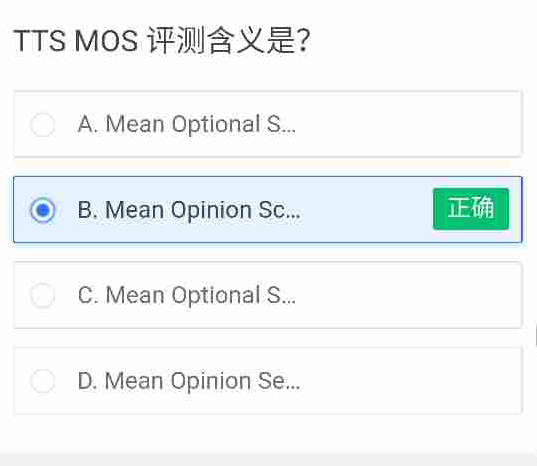 TTS MOS 评测含义是?
A. Mean Optional S...
B. Mean Opinion Sc...
正确
C. Mean Optional S...
D. Mean Opinion Se...